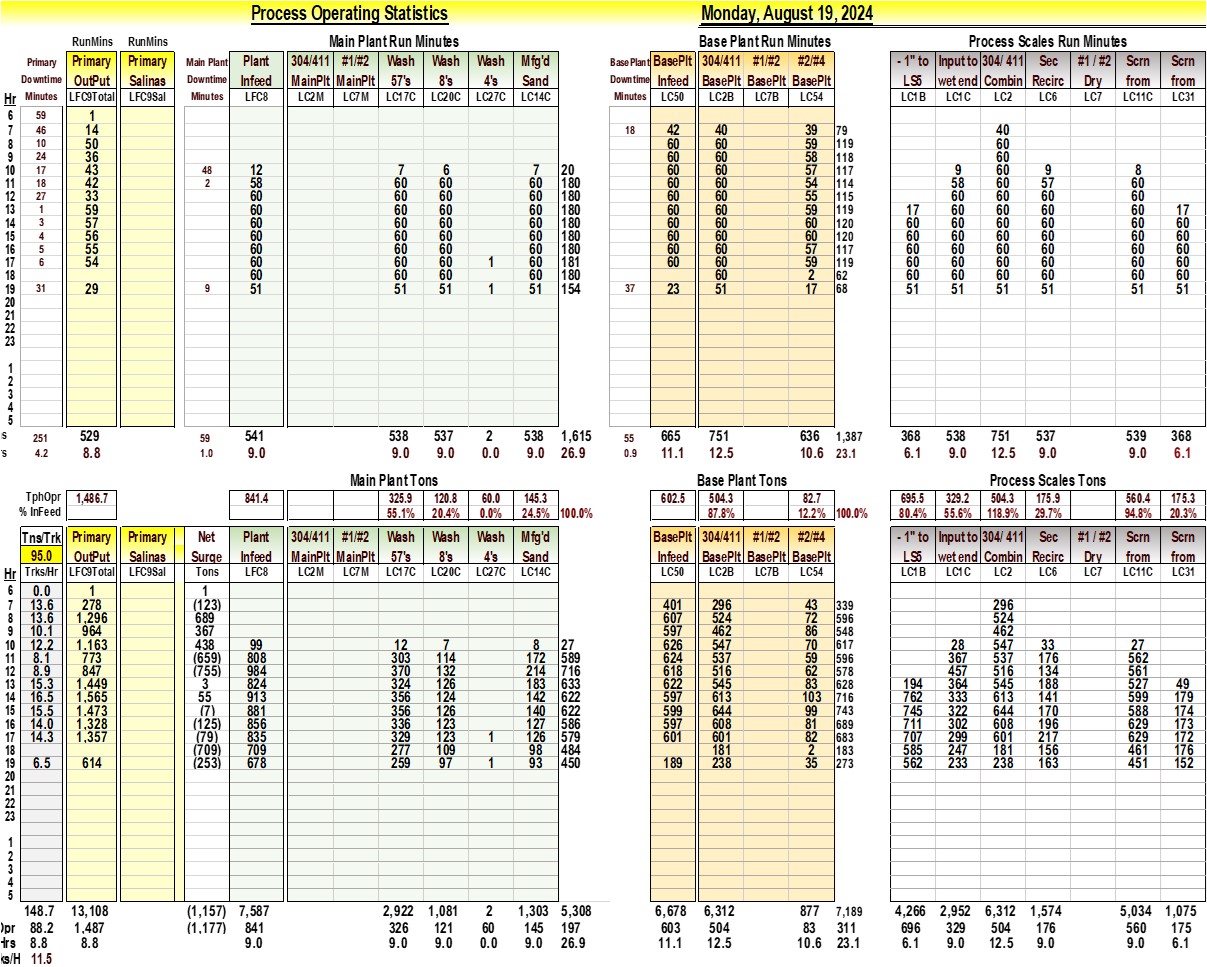 Process Operating Statistics Monday, August 19, 2024
RunMins RunMins Main Plant Run Minutes Base Plant Run Minutes Process Scales Run Minutes
Primary Primary Primary Main Plant Plant 304/411 #1/#2 Wash Wash Wash Mfg'd BasePlant BasePlt 304/411 #1/#2 #2/#4 - 1" to Input to 304/ 411 Sec #1 / #2 Scrn Scrn
Downtime OutPut Salinas Downtime Infeed MainPlt MainPlt 57's 8's 4's Sand Downtime Infeed BasePlt BasePlt BasePlt LS5 wet end Combin Recirc Dry from from
Hr Minutes LFC9Total LFC9Sal Minutes LFC8 LC2M LC7M LC17C LC20C LC27C LC14C Minutes LC50 LC2B LC7B LC54 LC1B LC1C LC2 LC6 LC7 LC11C LC31
6 59 1
7 46 14 18 42 40 39 79 40
8 10 50 60 60 59 119 60
9 24 36 60 60 58 118 60
10 17 43 48 12 7 6 7 20 60 60 57 117 9 60 9 8
11 18 42 2 58 60 60 60 180 60 60 54 114 58 60 57 60
12 27 33 60 60 60 60 180 60 60 55 115 60 60 60 60
13 1 59 60 60 60 60 180 60 60 59 119 17 60 60 60 60 17
14 3 57 60 60 60 60 180 60 60 60 120 60 60 60 60 60 60
15 4 56 60 60 60 60 180 60 60 60 120 60 60 60 60 60 60
16 5 55 60 60 60 60 180 60 60 57 117 60 60 60 60 60 60
17 6 54 60 60 60 1 60 181 60 60 59 119 60 60 60 60 60 60
18 60 60 60 60 180 60 2 62 60 60 60 60 60 60
19 31 29 9 51 51 51 1 51 154 37 23 51 17 68 51 51 51 51 51 51
20
21
22
23
1
2
3
4
5
s 251 529 59 541 538 537 2 538 1,615 55 665 751 636 1,387 368 538 751 537 539 368
s 4.2 8.8 1.0 9.0 9.0 9.0 0.0 9.0 26.9 0.9 11.1 12.5 10.6 23.1 6.1 9.0 12.5 9.0 9.0 6.1
Main Plant Tons Base Plant Tons Process Scales Tons
TphOpr 1,486.7 841.4 325.9 120.8 60.0 145.3 602.5 504.3 82.7 695.5 329.2 504.3 175.9 560.4 175.3
% InFeed 55.1% 20.4% 0.0% 24.5% 100.0% 87.8% 12.2% 100.0% 80.4% 55.6% 118.9% 29.7% 94.8% 20.3%
Tns/Trk Primary Primary Net Plant 304/411 #1/#2 Wash Wash Wash Mfg'd BasePlt 304/411 #1/#2 #2/#4 - 1" to Input to 304/ 411 Sec #1 / #2 Scrn Scrn
95.0 OutPut Salinas Surge Infeed MainPlt MainPlt 57's 8's 4's Sand Infeed BasePlt BasePlt BasePlt LS5 wet end Combin Recirc Dry from from
Hr Trks/Hr LFC9Total LFC9Sal Tons LFC8 LC2M LC7M LC17C LC20C LC27C LC14C LC50 LC2B LC7B LC54 LC1B LC1C LC2 LC6 LC7 LC11C LC31
6 0.0 1 1
7 13.6 278 (123) 401 296 43 339 296
8 13.6 1,296 689 607 524 72 596 524
9 10.1 964 367 597 462 86 548 462
10 12.2 1,163 438 99 12 7 8 27 626 547 70 617 28 547 33 27
11 8.1 773 (659) 808 303 114 172 589 624 537 59 596 367 537 176 562
12 8.9 847 (755) 984 370 132 214 716 618 516 62 578 457 516 134 561
13 15.3 1,449 3 824 324 126 183 633 622 545 83 628 194 364 545 188 527 49
14 16.5 1,565 55 913 356 124 142 622 597 613 103 716 762 333 613 141 599 179
15 15.5 1,473 (7) 881 356 126 140 622 599 644 99 743 745 322 644 170 588 174
16 14.0 1,328 (125) 856 336 123 127 586 597 608 81 689 711 302 608 196 629 173
17 14.3 1,357 (79) 835 329 123 1 126 579 601 601 82 683 707 299 601 217 629 172
18 (709) 709 277 109 98 484 181 2 183 585 247 181 156 461 176
19 6.5 614 (253) 678 259 97 1 93 450 189 238 35 273 562 233 238 163 451 152
20
21
22
23
1
2
3
4
5
148.7 13,108 (1,157) 7,587 2,922 1,081 2 1,303 5,308 6,678 6,312 877 7,189 4,266 2,952 6,312 1,574 5,034 1,075
Opr 88.2 1,487 (1,177) 841 326 121 60 145 197 603 504 83 311 696 329 504 176 560 175
Hrs 8.8 8.8 9.0 9.0 9.0 0.0 9.0 26.9 11.1 12.5 10.6 23.1 6.1 9.0 12.5 9.0 9.0 6.1
ks/H 11.5